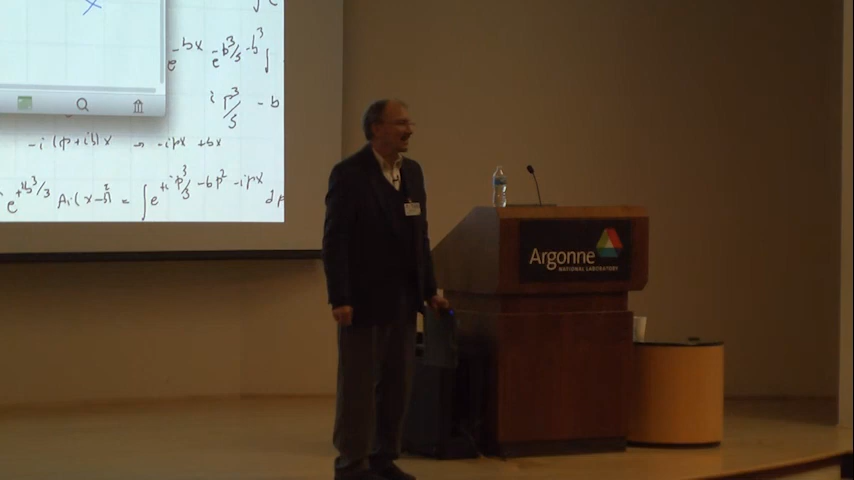 e^{-bx} e^{-b^3/3} -b^3 ∫
i p^3/3 - b
-i (p+ib)x → -ipx +bx
e^{+2b^3/3} Ai(x-b^2) = ∫ e^{+i p^3/3 - bp^2 - ipx} dp
Argonne
NATIONAL LABORATORY